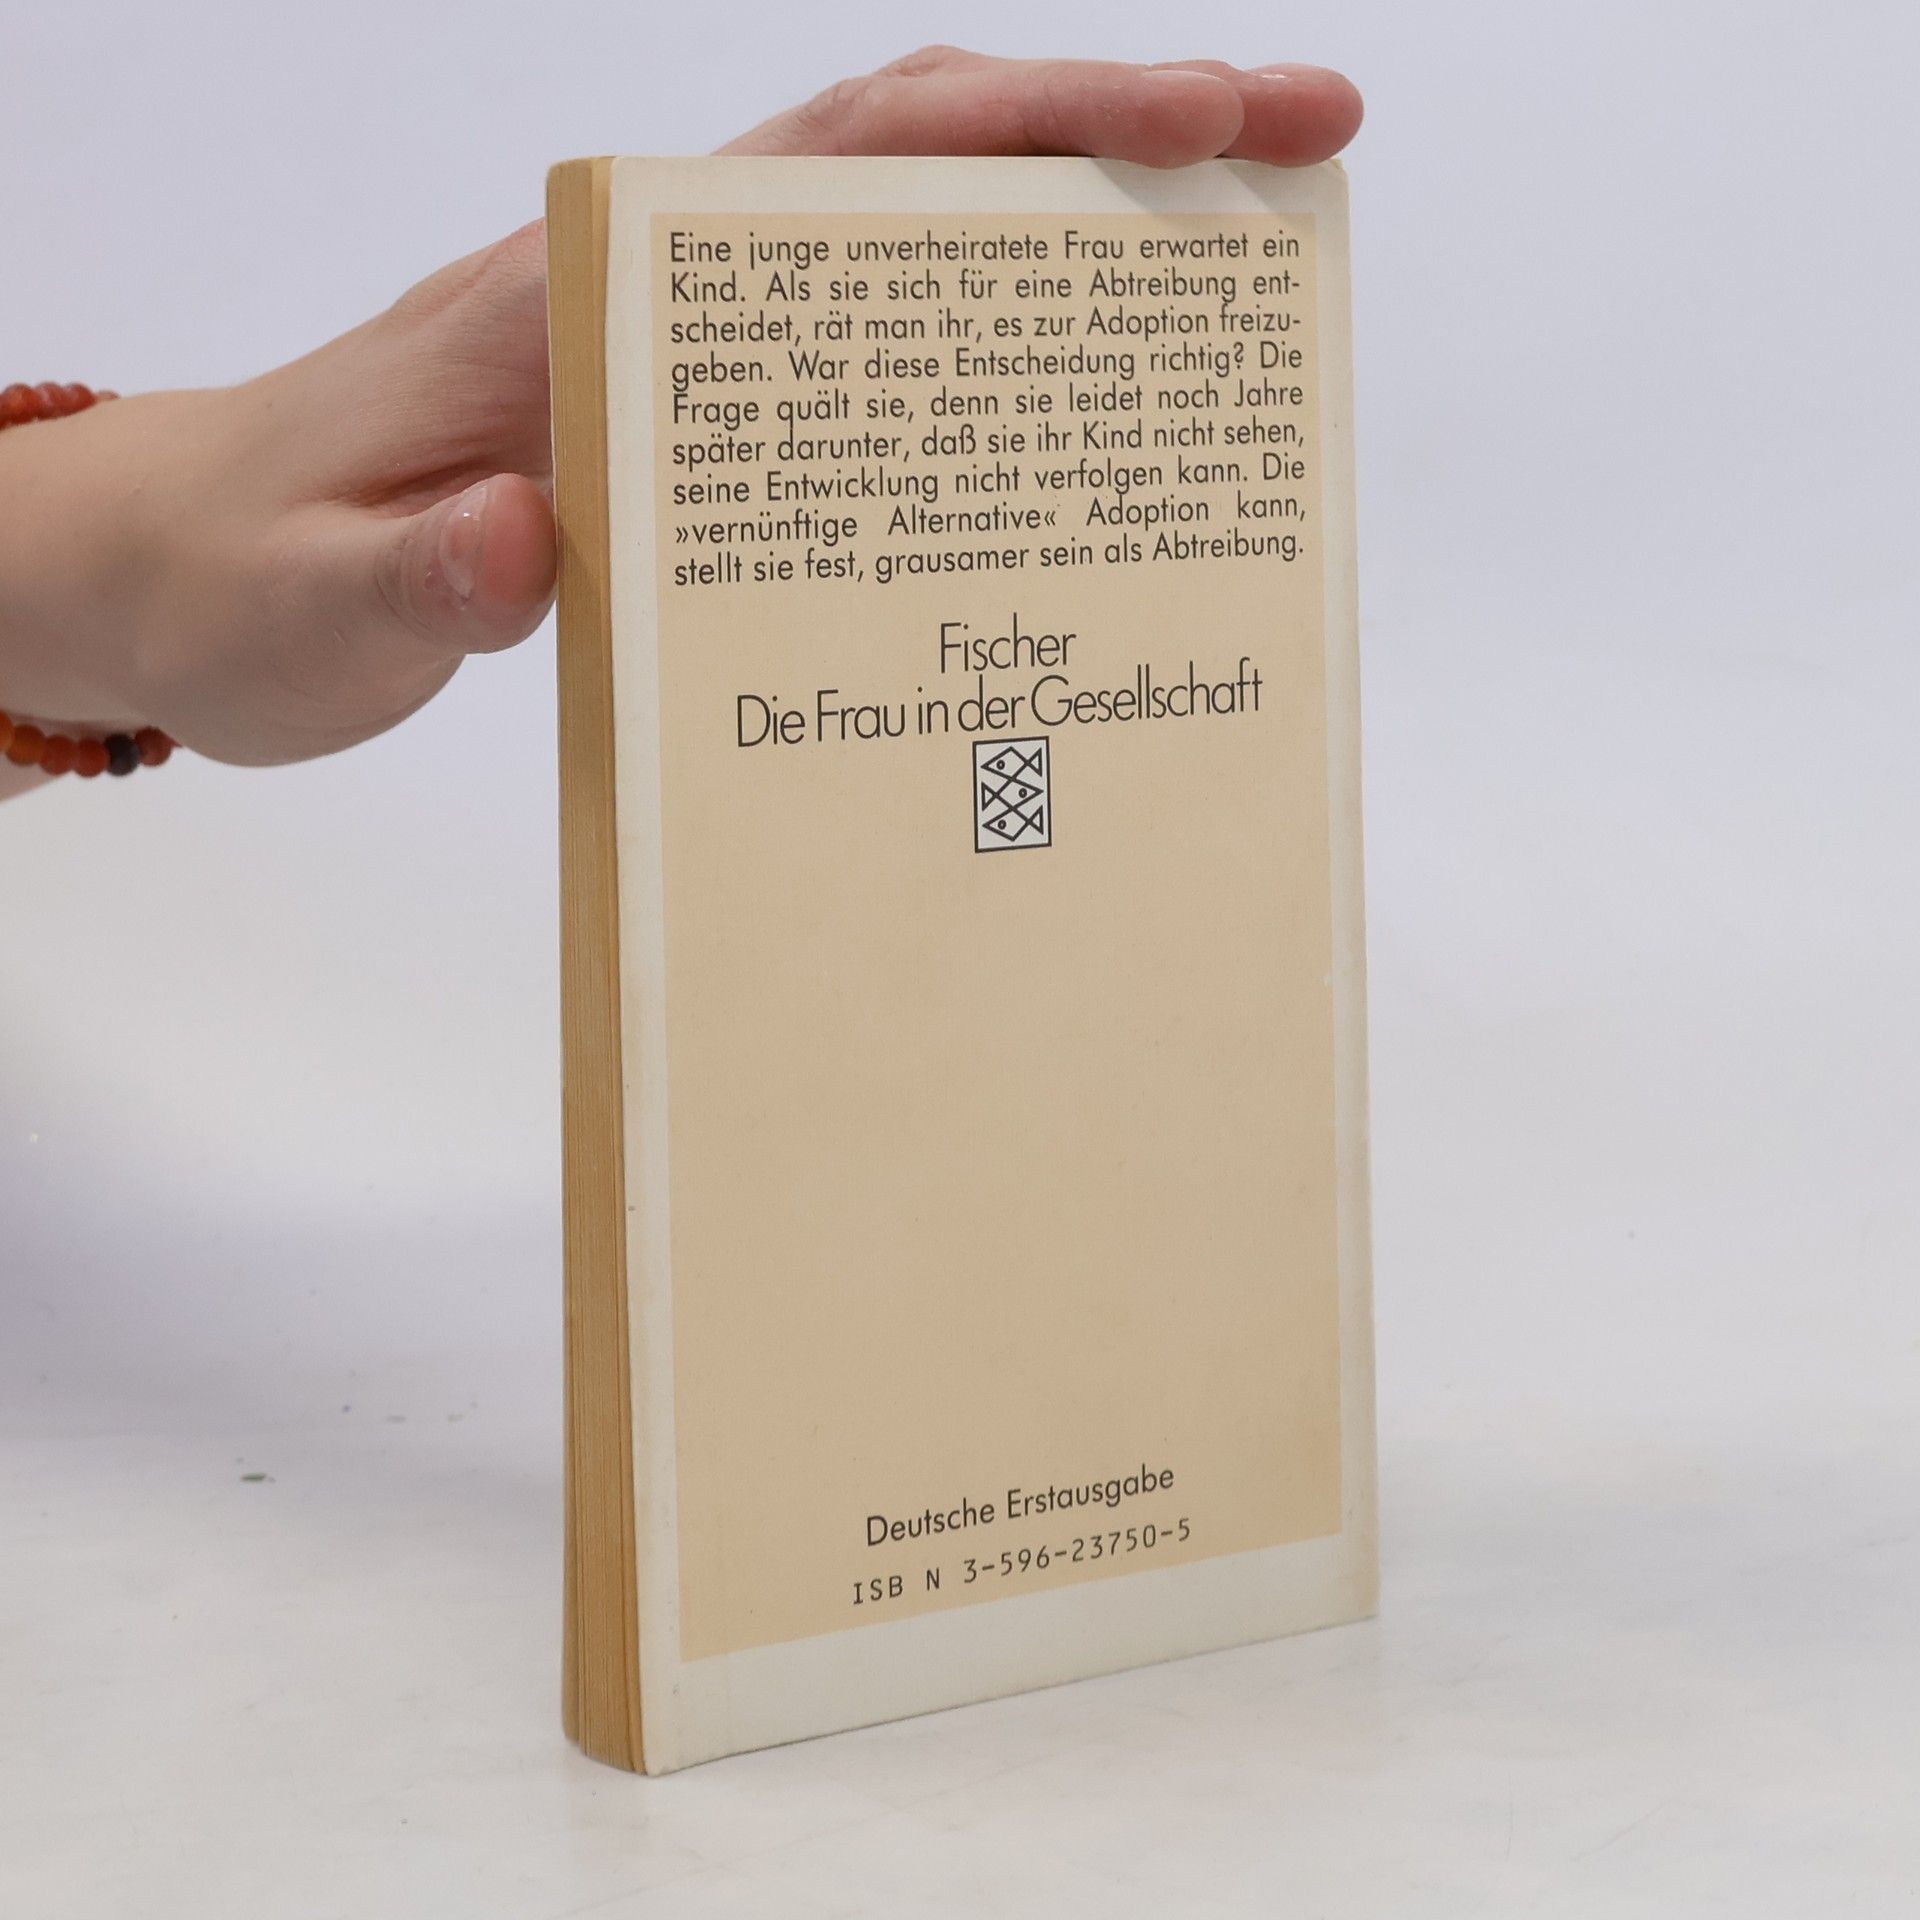 Eine junge unverheiratete Frau erwartet ein
Kind. Als sie sich für eine Abtreibung ent-
scheidet, rät man ihr, es zur Adoption freizu-
geben. War diese Entscheidung richtig? Die
Frage quält sie, denn sie leidet noch Jahre
später darunter, daß sie ihr Kind nicht sehen,
seine Entwicklung nicht verfolgen kann. Die
»vernünftige Alternative« Adoption kann,
stellt sie fest, grausamer sein als Abtreibung.
Fischer
Die Frau in der Gesellschaft
Deutsche Erstausgabe
ISB N 3-596-23750-5